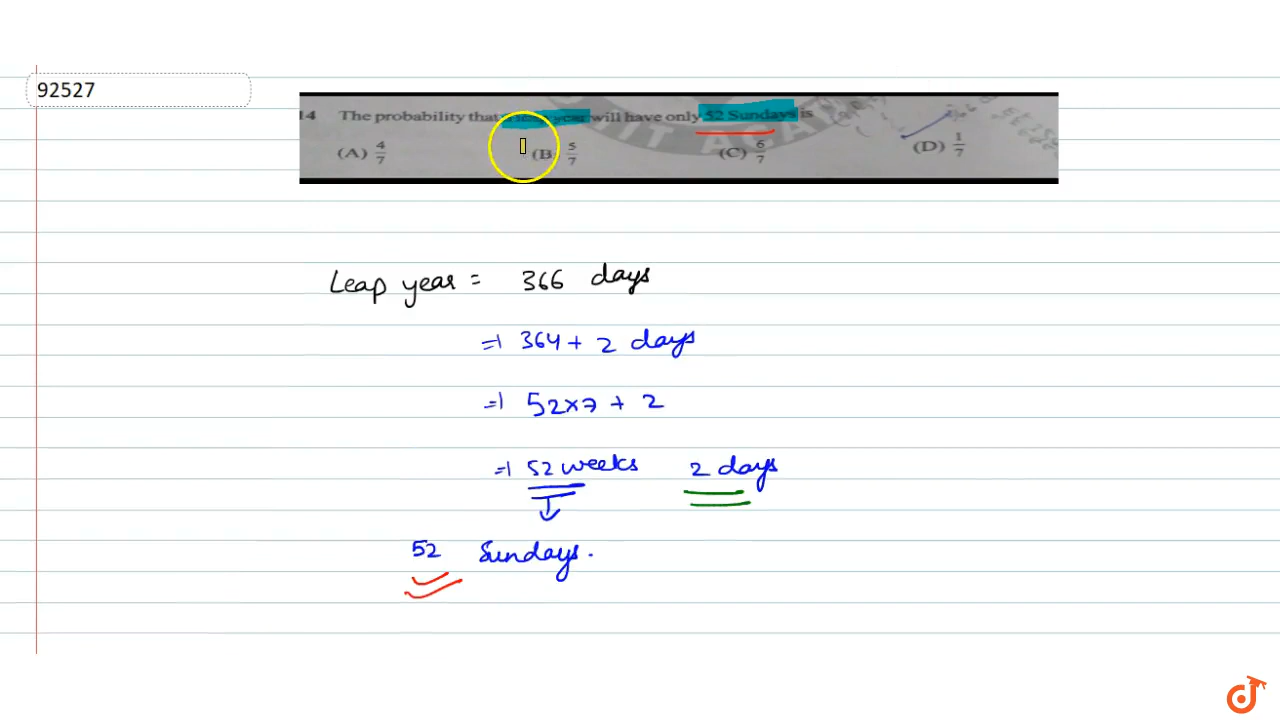 92527
14 The probability that a leap year will have only 52 Sundays is
(A) 4/7 (B) 5/7 (C) 6/7 (D) 1/7
Leap year = 366 days
⇒ 364 + 2 days
⇒ 52×7 + 2
⇒ 52 weeks 2 days
52 Sundays.